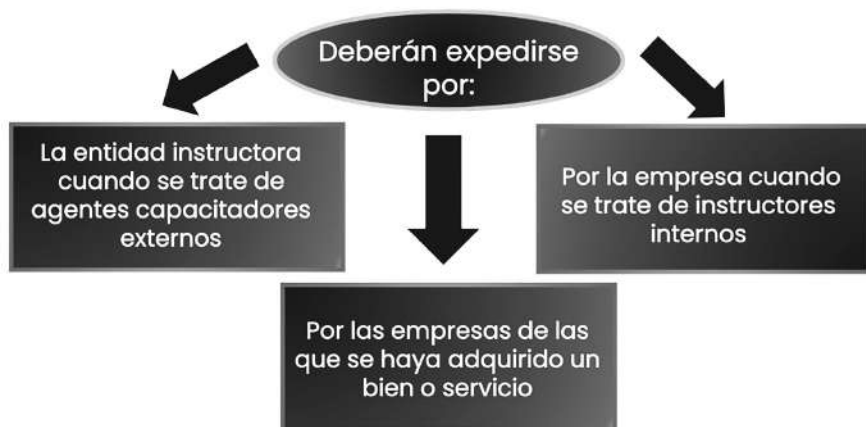 Deberán expedirse
por:
La entidad instructora
cuando se trate de
agentes capacitadores
externos
Por la empresa cuando
se trate de instructores
internos
Por las empresas de las
que se haya adquirido un
bien o servicio